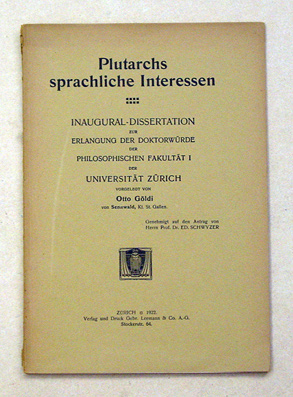 Plutarchs
sprachliche Interessen
INAUGURAL-DISSERTATION
ZUR
ERLANGUNG DER DOKTORWÜRDE
DER
PHILOSOPHISCHEN FAKULTÄT I
DER
UNIVERSITÄT ZÜRICH
VORGELEGT VON
Otto Göldi
von Sennwald, Kt. St. Gallen.
Genehmigt auf den Antrag von
Herrn Prof. Dr. ED. SCHWYZER
ZÜRICH 1922.
Verlag und Druck Gebr. Leemann & Co. A.-G.
Stockerstr. 64.